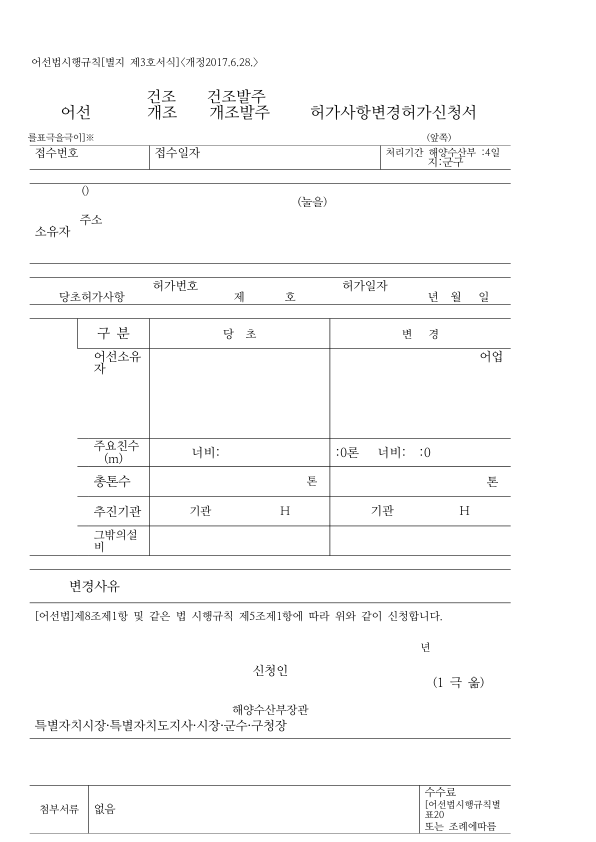 어선법시행규칙[별지 제3호서식]<개정2017.6.28.>
건조 건조발주
어선 개조 개조발주 허가사항변경허가신청서
를표극율극이]※ (앞쪽)
접수번호 접수일자 처리기간 해양수산부 :4일
지:군구
()
(눌을)
주소
소유자
허가번호 허가일자
당초허가사항 제 호 년 월 일
구 분 당 초 변 경
어선소유 어업
자
주요친수 너비: :0론 너비: :0
(m)
총톤수 톤 톤
추진기관 기관 H 기관 H
그밖의설
비
변경사유
[어선법]제8조제1항 및 같은 법 시행규칙 제5조제1항에 따라 위와 같이 신청합니다.
년
신청인
(1 극 옮)
해양수산부장관
특별자치시장·특별자치도지사·시장·군수·구청장
수수료
첨부서류 없음 [어선법시행규칙별
표20
또는 조례에따름